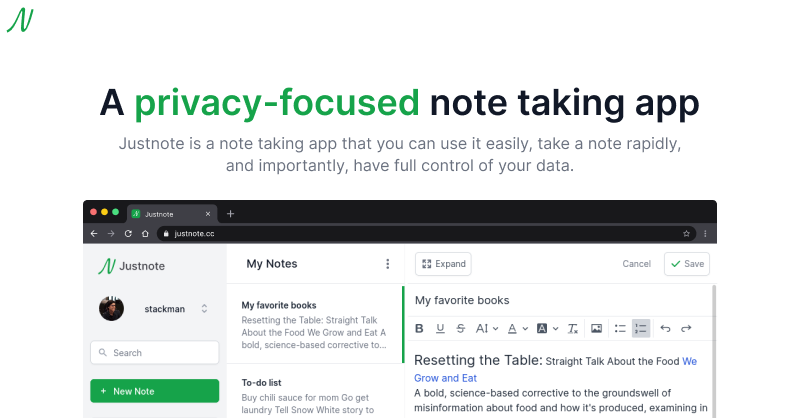 A privacy-focused note taking app
Justnote is a note taking app that you can use it easily, take a note rapidly,
and importantly, have full control of your data.
Justnote
justnote.cc
Justnote
stackman
Search
+ New Note
My Notes
My favorite books
Resetting the Table: Straight Talk
About the Food We Grow and Eat A
bold, science-based corrective to...
To-do list
Buy chili sauce for mom Go get
laundry Tell Snow White story to
Expand
Cancel
Save
My favorite books
B U S AI A A Tx
Resetting the Table: Straight Talk About the Food We
Grow and Eat
A bold, science-based corrective to the groundswell of
misinformation about food and how it's produced, examining in